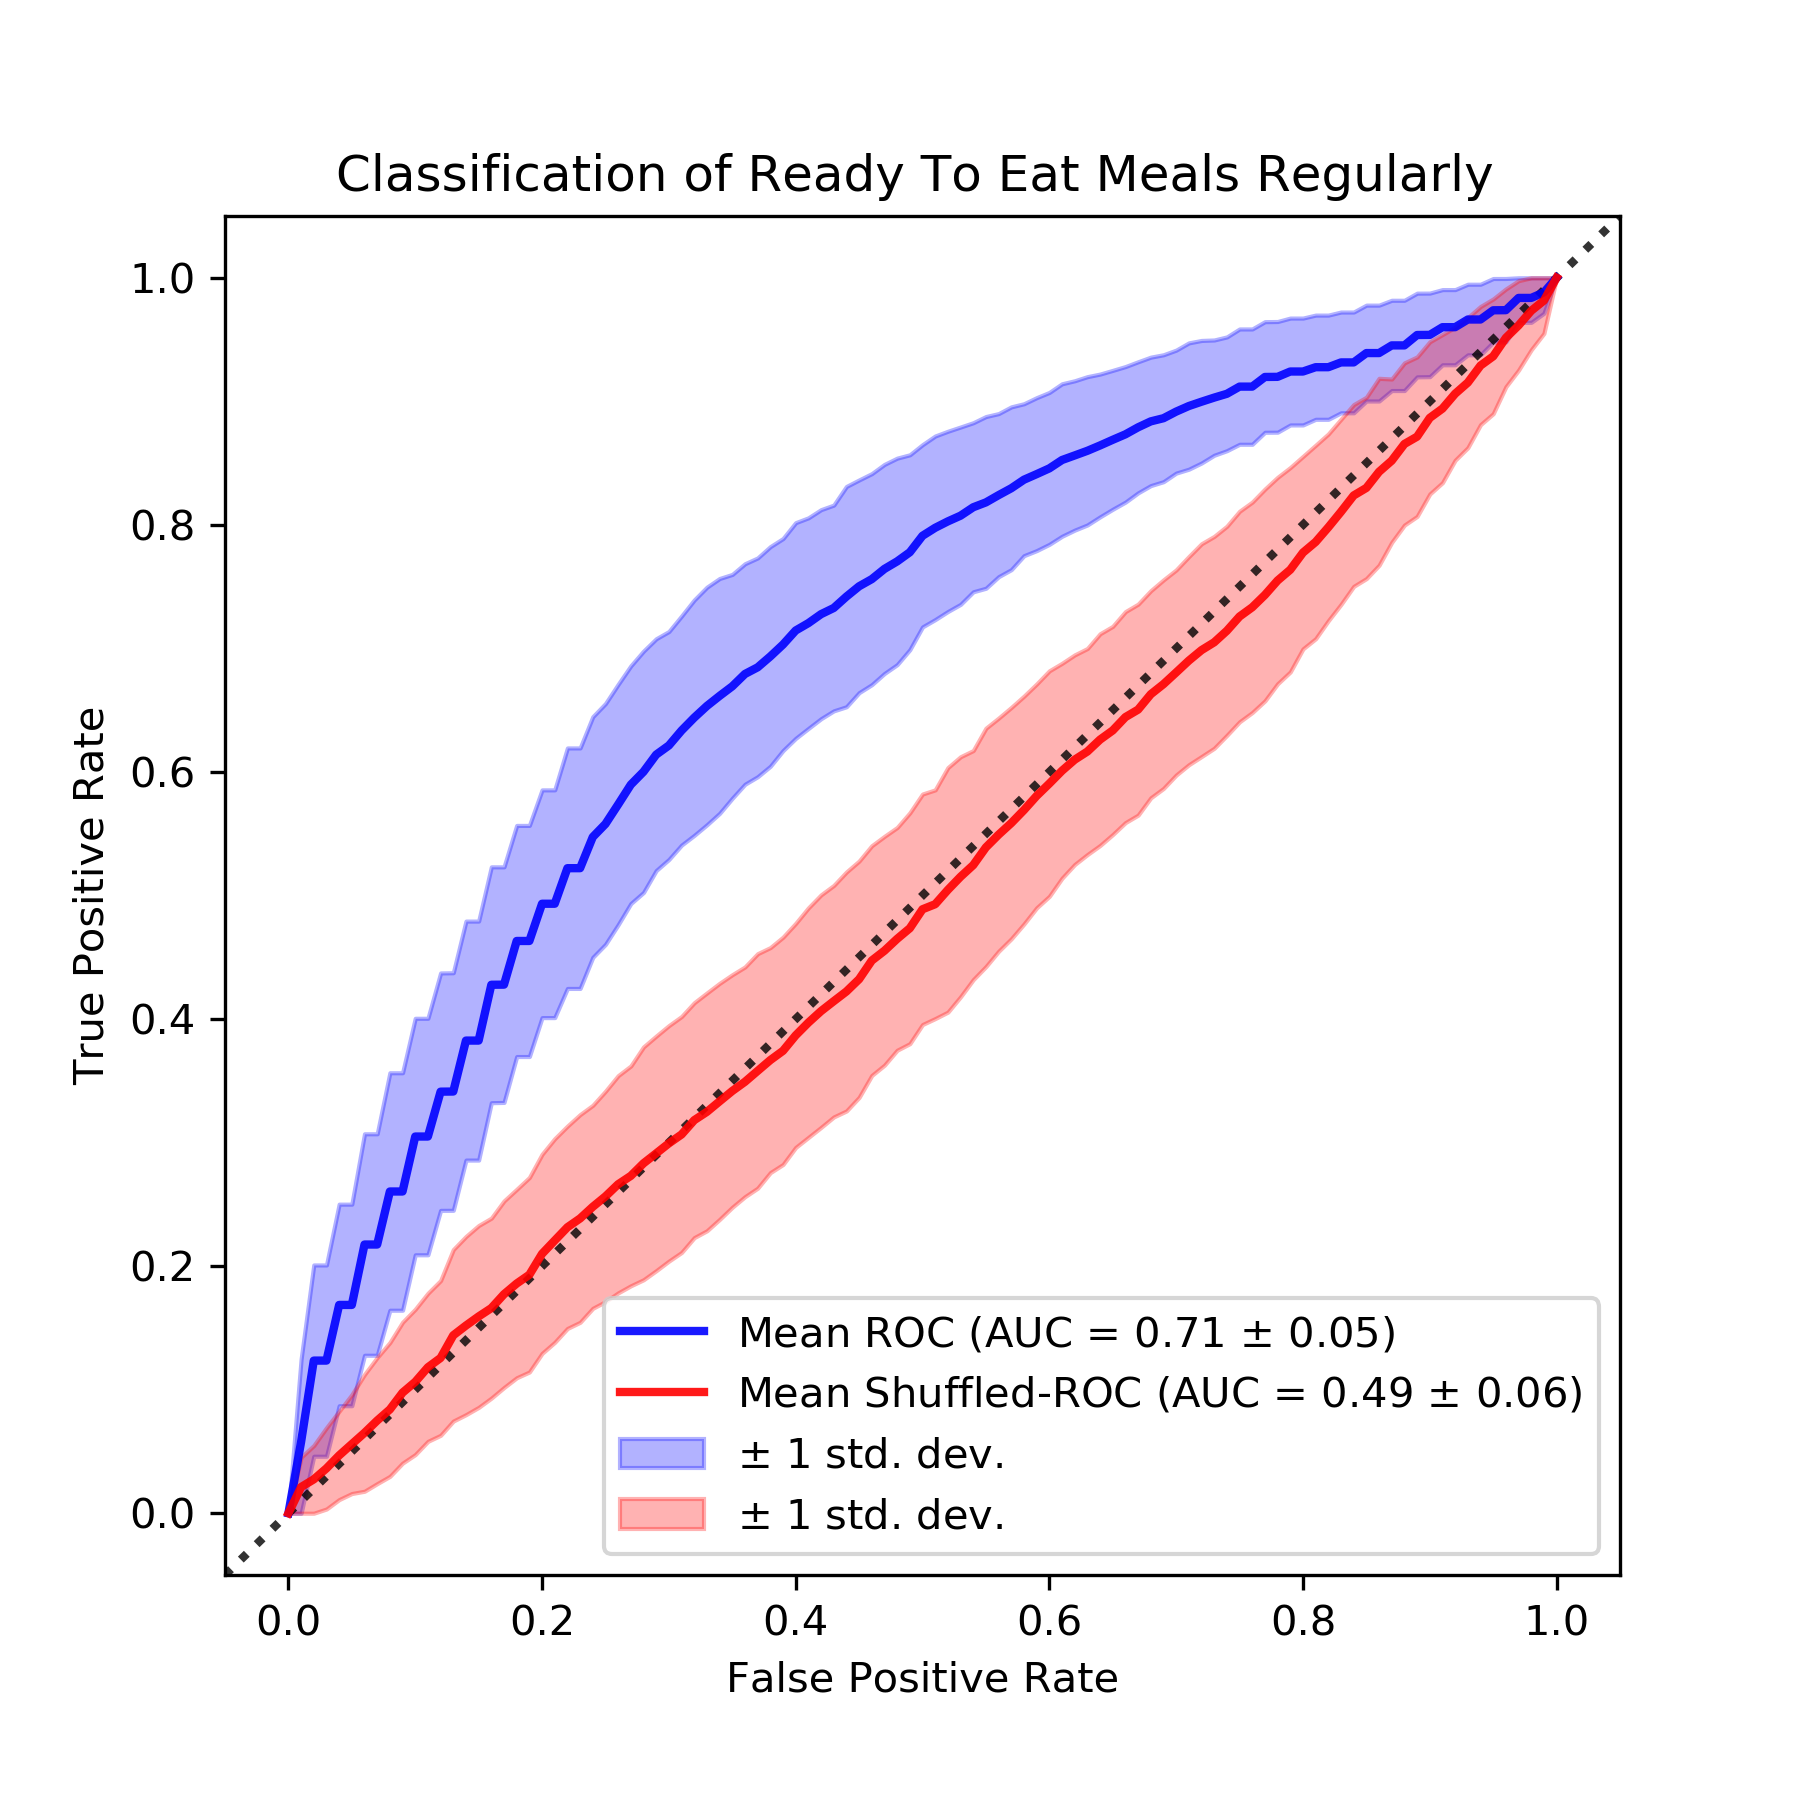 Classification of Ready To Eat Meals Regularly
1.0
0.8
0.6
0.4
0.2
0.0
True Positive Rate
Mean ROC (AUC = 0.71 ± 0.05)
Mean Shuffled-ROC (AUC = 0.49 ± 0.06)
± 1 std. dev.
± 1 std. dev.
0.0 0.2 0.4 0.6 0.8 1.0
False Positive Rate